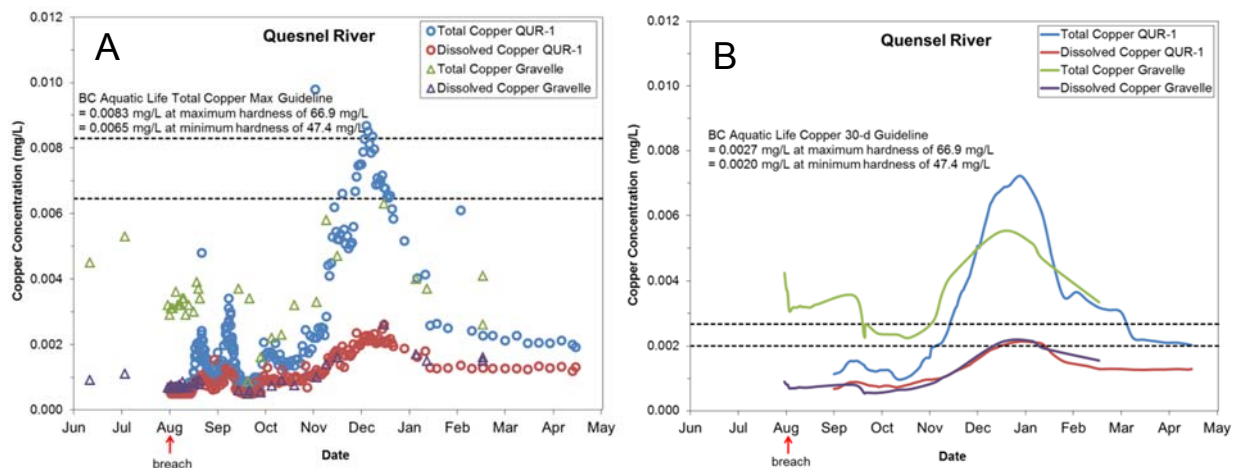 A
Quesnel River
Total Copper QUR-1
Dissolved Copper QUR-1
Total Copper Gravelle
Dissolved Copper Gravelle
BC Aquatic Life Total Copper Max Guideline
= 0.0083 mg/L at maximum hardness of 66.9 mg/L
= 0.0065 mg/L at minimum hardness of 47.4 mg/L
Copper Concentration (mg/L)
0.012
0.010
0.008
0.006
0.004
0.002
0.000
Jun Jul Aug Sep Oct Nov Dec Jan Feb Mar Apr May
breach
Date
B
Quensel River
Total Copper QUR-1
Dissolved Copper QUR-1
Total Copper Gravelle
Dissolved Copper Gravelle
BC Aquatic Life Copper 30-d Guideline
= 0.0027 mg/L at maximum hardness of 66.9 mg/L
= 0.0020 mg/L at minimum hardness of 47.4 mg/L
Copper Concentration (mg/L)
0.012
0.010
0.008
0.006
0.004
0.002
0.000
Jun Jul Aug Sep Oct Nov Dec Jan Feb Mar Apr May
breach
Date